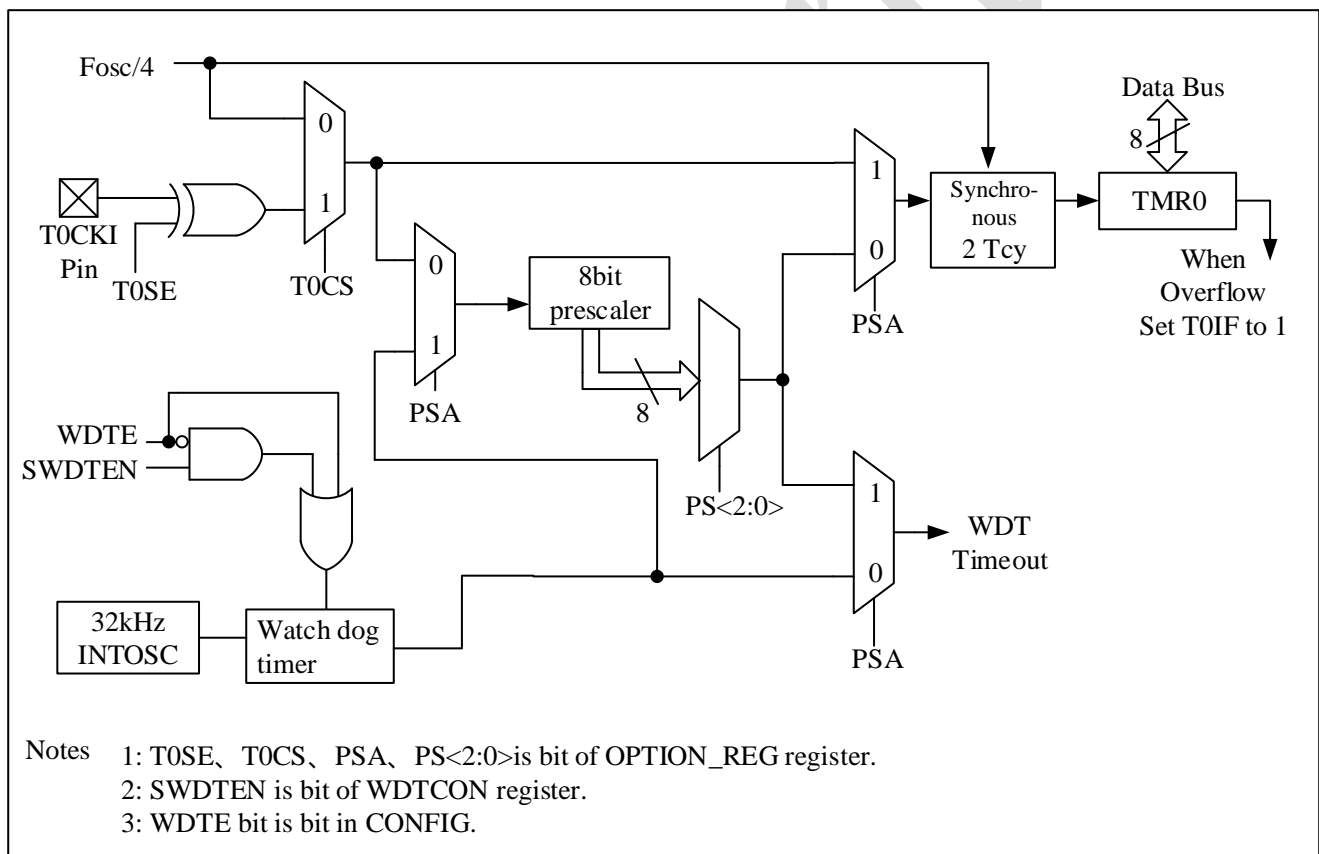 Fosc/4
Data Bus
0
8
1
1
Synchro-
nous
2 Tcy
TMR0
T0CKI
Pin
T0SE
T0CS
0
8bit
prescaler
0
When
Overflow
Set T0IF to 1
PSA
1
8
PSA
WDTE
SWDTEN
PS<2:0>
1
WDT
Timeout
0
32kHz
INTOSC
Watch dog
timer
PSA
Notes 1: T0SE、T0CS、PSA、PS<2:0>is bit of OPTION_REG register.
2: SWDTEN is bit of WDTCON register.
3: WDTE bit is bit in CONFIG.